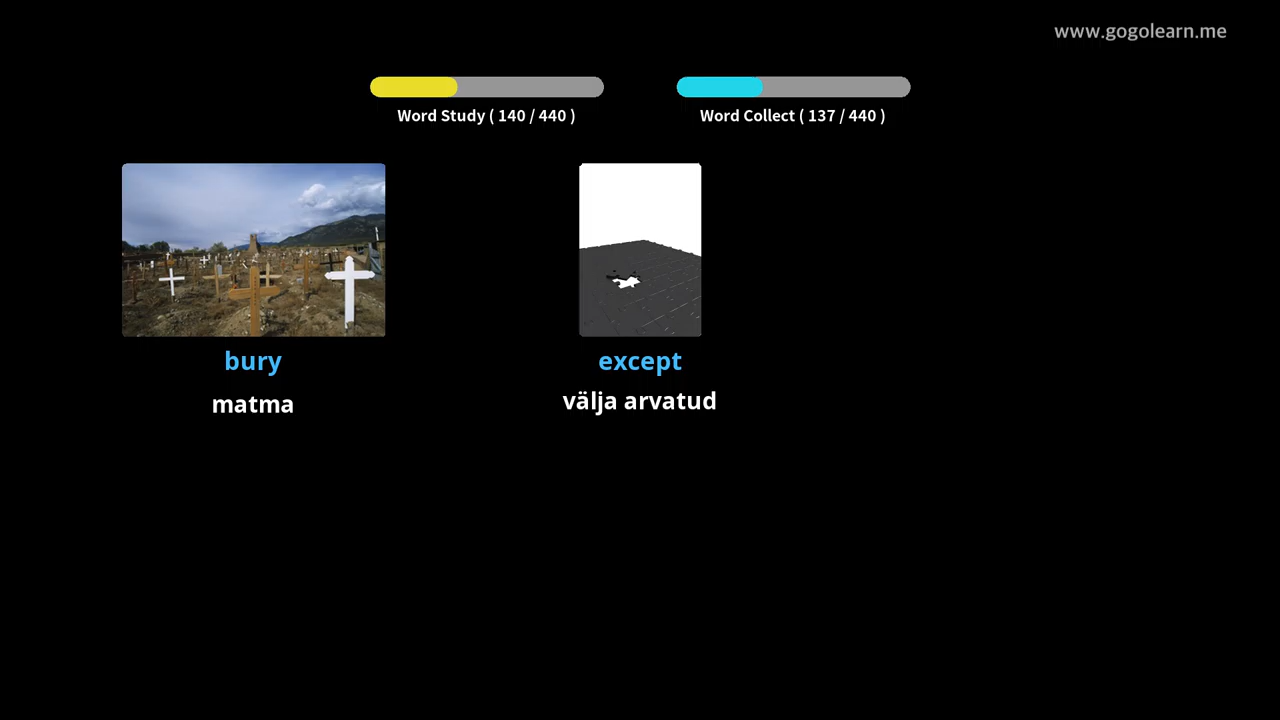 www.gogolearn.me
Word Study ( 140 / 440 )
Word Collect ( 137 / 440 )
bury
except
matma
välja arvatud